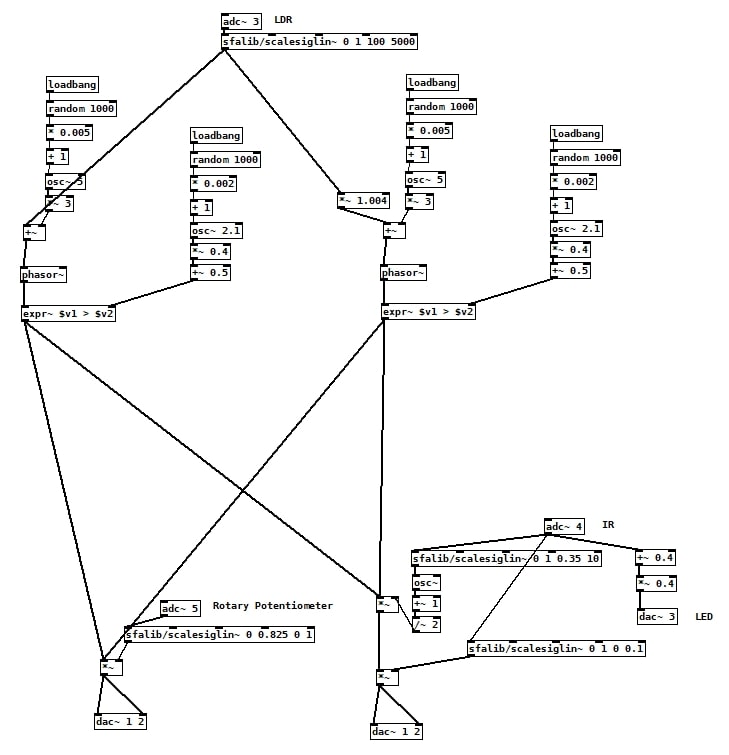 adc~ 3
LDR
sfalib/scalesiglin~ 0 1 100 5000
loadbang
random 1000
* 0.005
+ 1
osc~ 5
*~ 3
+~
phasor~
expr~ $v1 > $v2
loadbang
random 1000
* 0.002
+ 1
osc~ 2.1
*~ 0.4
+~ 0.5
loadbang
random 1000
* 0.005
+ 1
osc~ 5
*~ 3
*~ 1.004
+~
phasor~
expr~ $v1 > $v2
loadbang
random 1000
* 0.002
+ 1
osc~ 2.1
*~ 0.4
+~ 0.5
adc~ 4
IR
sfalib/scalesiglin~ 0 1 0.35 10
osc~
+~ 1
/~ 2
*~
+~ 0.4
*~ 0.4
dac~ 3
LED
adc~ 5
Rotary Potentiometer
sfalib/scalesiglin~ 0 0.825 0 1
*~
dac~ 1 2
sfalib/scalesiglin~ 0 1 0 0.1
*~
dac~ 1 2